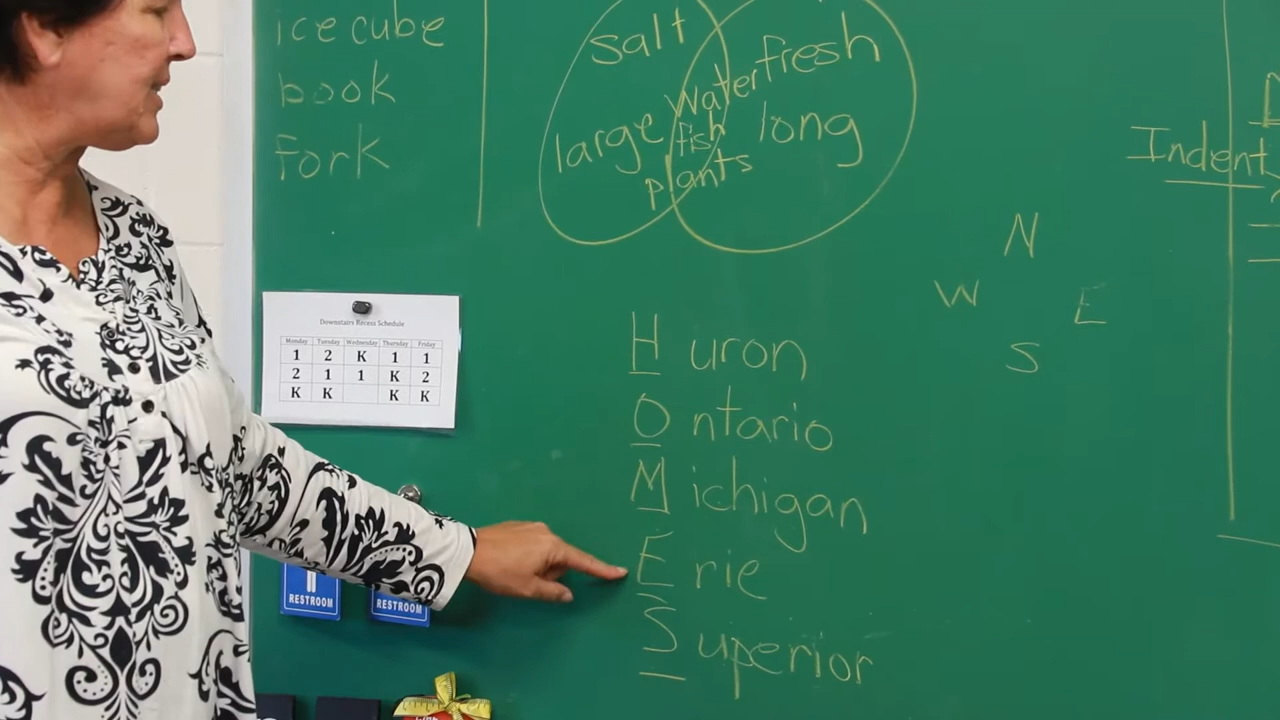 ice cube
book
fork
salt
fresh
Water
large
fish
long
plants
Indent
N
W
E
S
Downstairs Recess Schedule
Monday Tuesday Wednesday Thursday Friday
1 2 K 1 1
2 1 1 K 2
K K K K
Huron
Ontario
Michigan
Erie
Superior
RESTROOM
RESTROOM